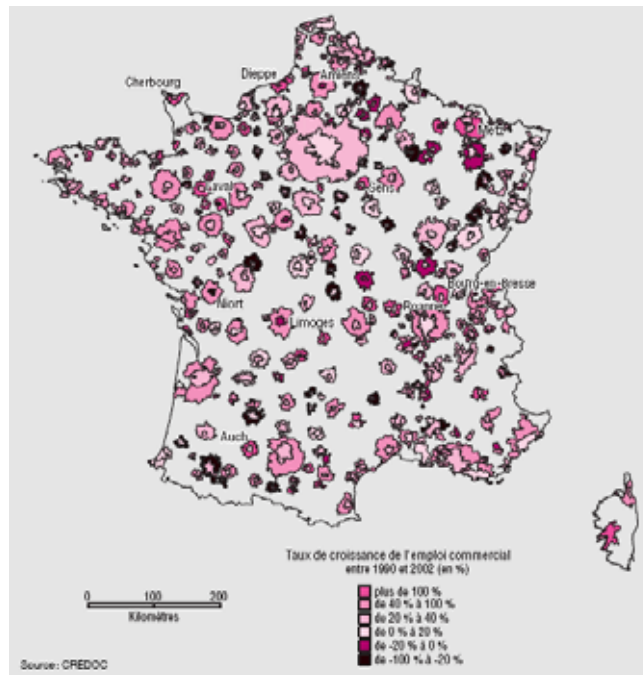 Cherbourg
Dieppe
Amiens
Metz
Laval
Sens
Bourg-en-Bresse
Niort
Roanne
Limoges
Auch
Taux de croissance de l'emploi commercial
entre 1990 et 2002 (en %)
plus de 100 %
de 40 % à 100 %
de 20 % à 40 %
de 0 % à 20 %
de -20 % à 0 %
de -100 % à -20 %
0 100 200
Kilomètres
Source: CREDOC